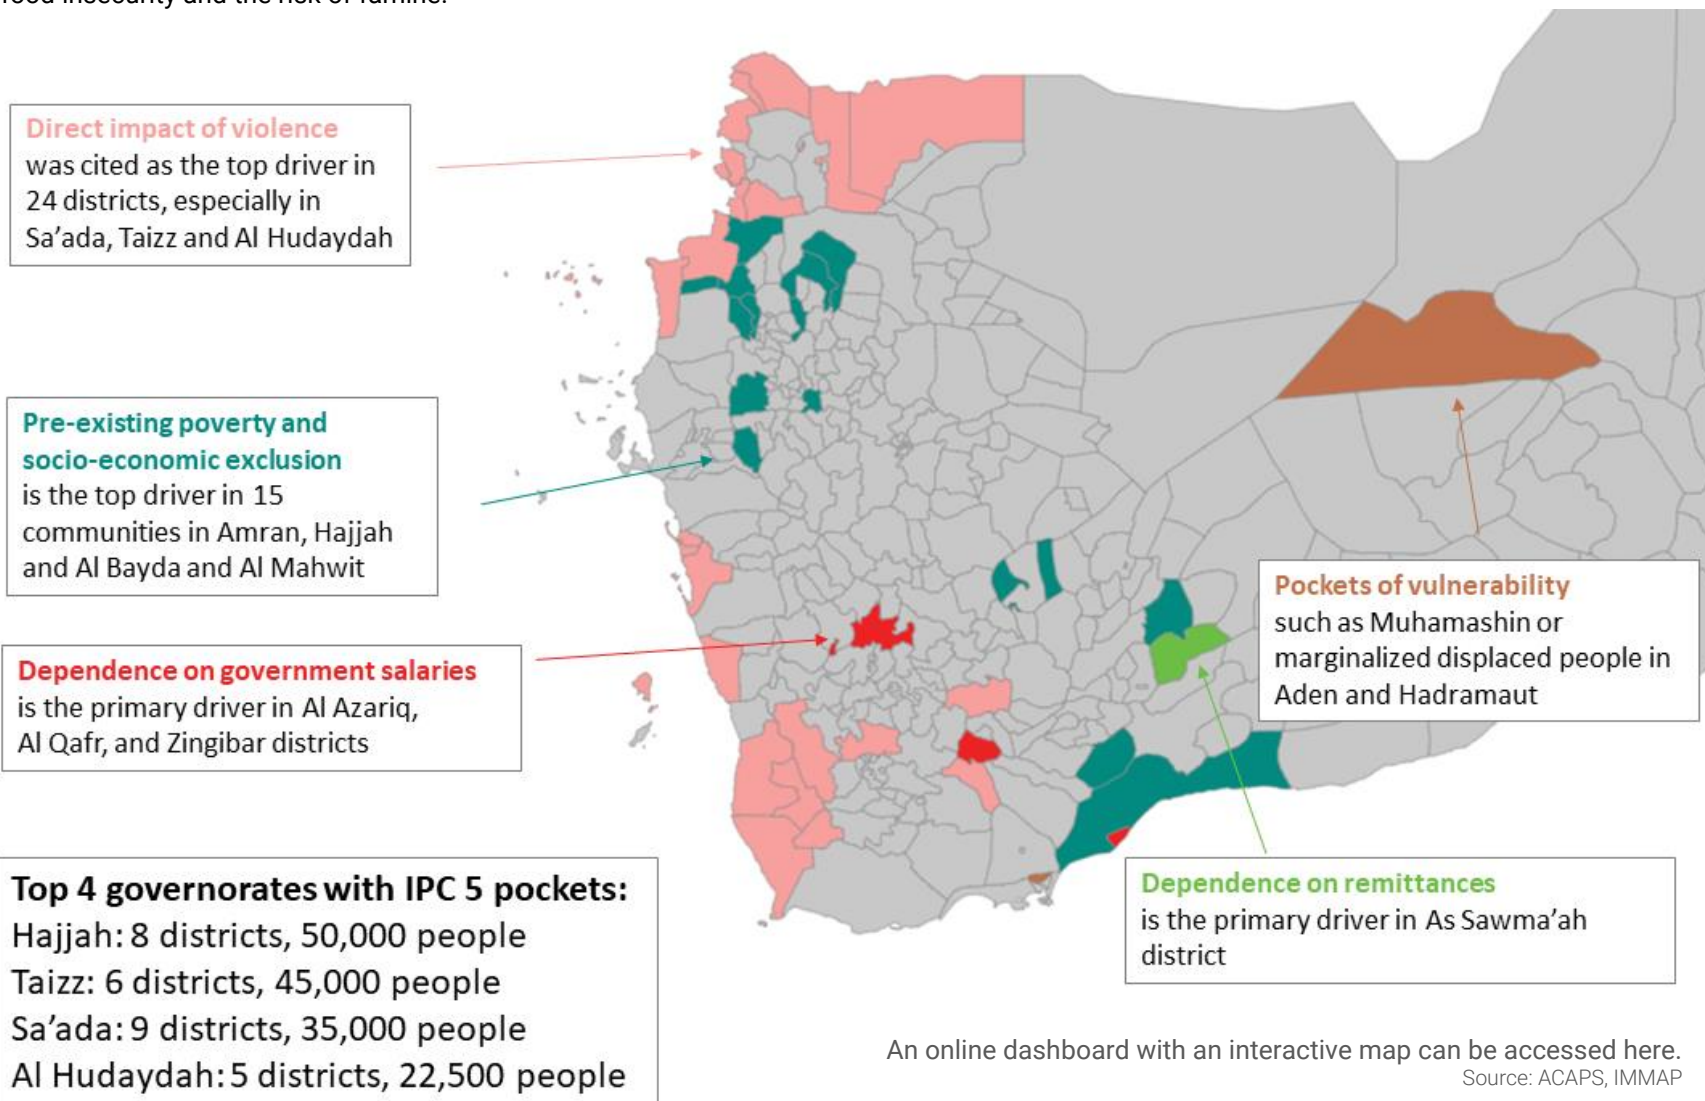 food insecurity and the risk of famine.
Direct impact of violence
was cited as the top driver in
24 districts, especially in
Sa’ada, Taizz and Al Hudaydah
Pre-existing poverty and
socio-economic exclusion
is the top driver in 15
communities in Amran, Hajjah
and Al Bayda and Al Mahwit
Dependence on government salaries
is the primary driver in Al Azariq,
Al Qafr, and Zingibar districts
Pockets of vulnerability
such as Muhamashin or
marginalized displaced people in
Aden and Hadramaut
Dependence on remittances
is the primary driver in As Sawma’ah
district
Top 4 governorates with IPC 5 pockets:
Hajjah: 8 districts, 50,000 people
Taizz: 6 districts, 45,000 people
Sa’ada: 9 districts, 35,000 people
Al Hudaydah: 5 districts, 22,500 people
An online dashboard with an interactive map can be accessed here.
Source: ACAPS, IMMAP